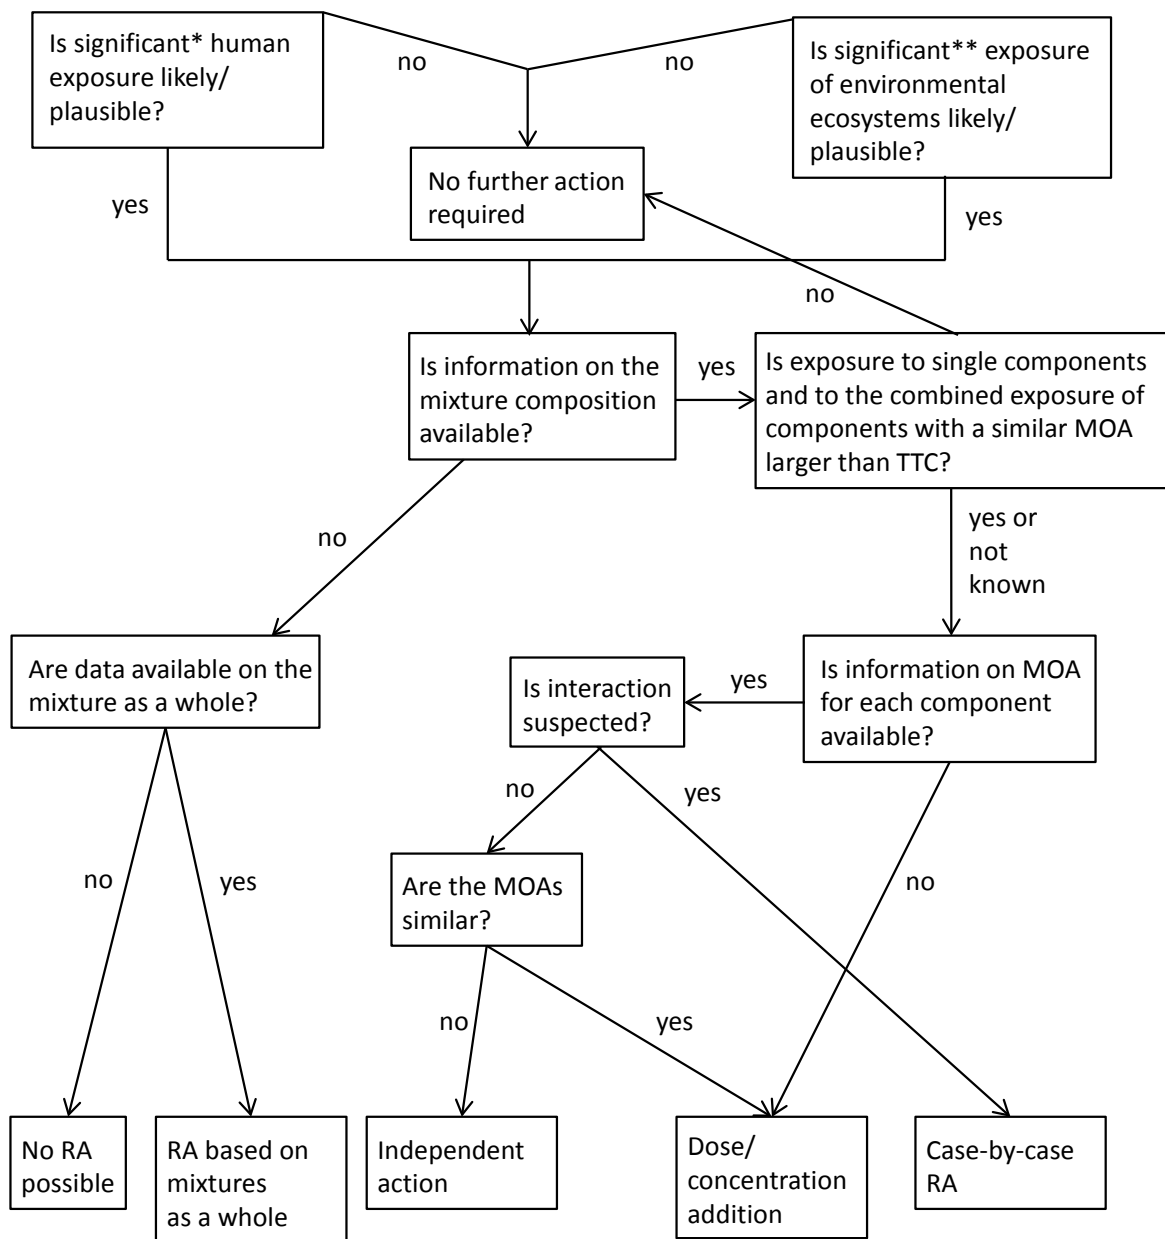 Is significant* human
exposure likely/
plausible?
no
no
Is significant** exposure
of environmental
ecosystems likely/
plausible?
No further action
required
yes
yes
no
Is information on the
mixture composition
available?
yes
Is exposure to single components
and to the combined exposure of
components with a similar MOA
larger than TTC?
no
yes or
not
known
Are data available on the
mixture as a whole?
Is interaction
suspected?
yes
Is information on MOA
for each component
available?
no
yes
no
yes
no
Are the MOAs
similar?
no
yes
No RA
possible
RA based on
mixtures
as a whole
Independent
action
Dose/
concentration
addition
Case-by-case
RA